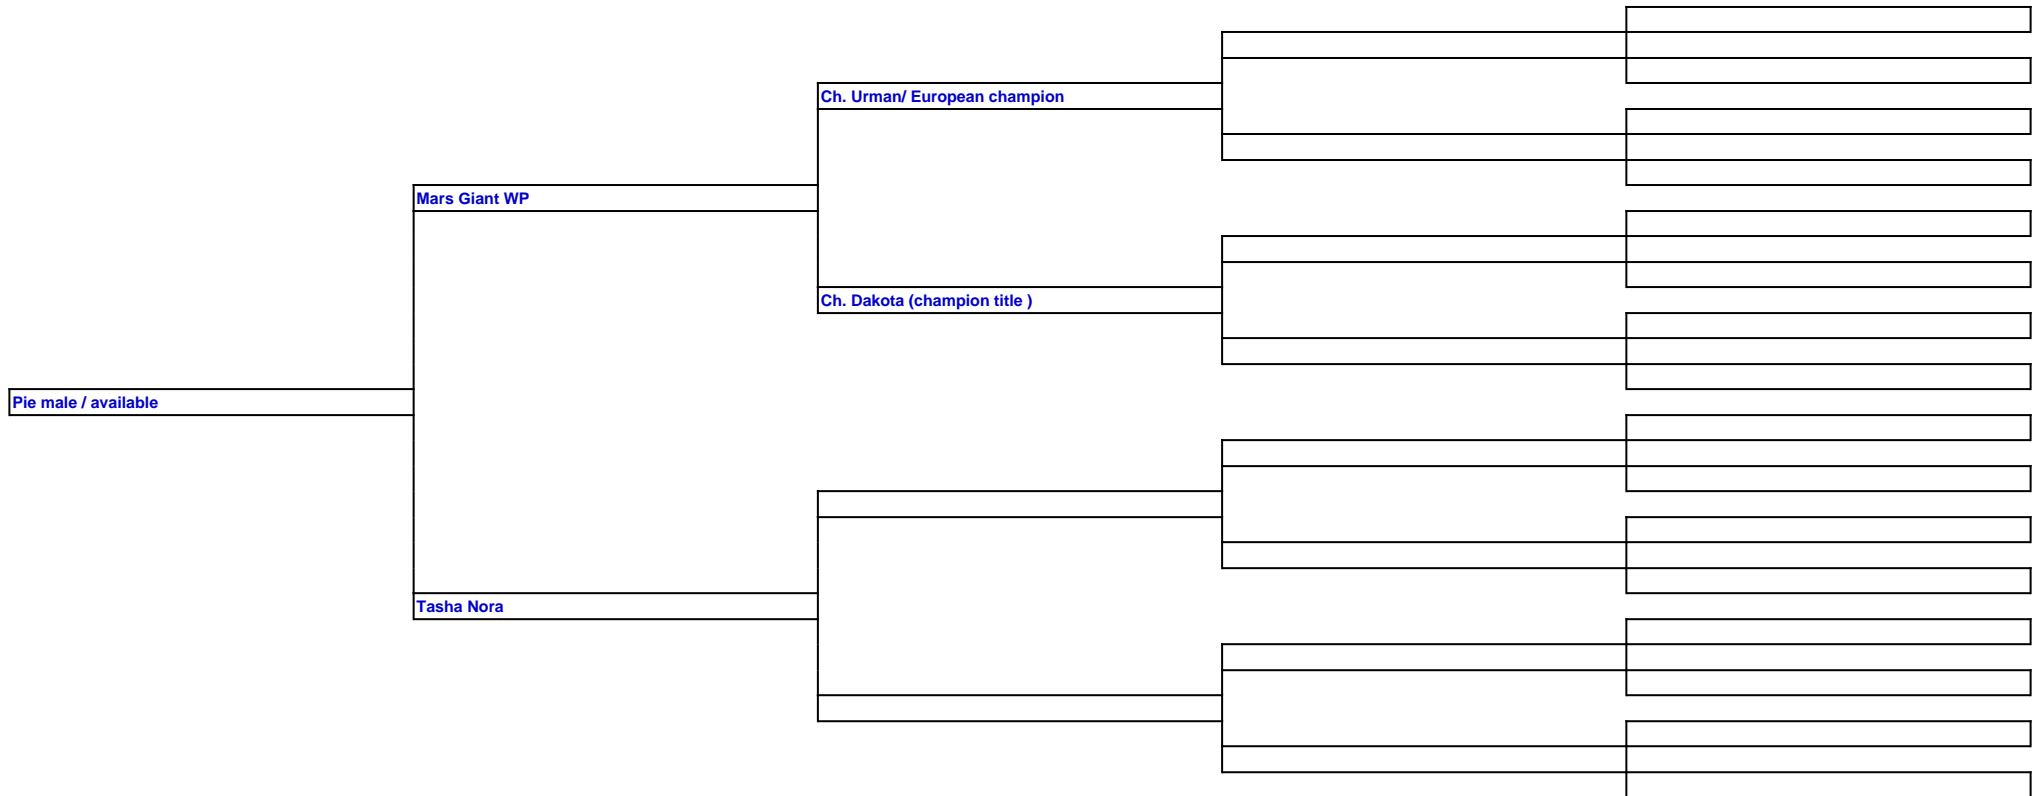 Ch. Urman/ European champion
Mars Giant WP
Ch. Dakota (champion title )
Pie male / available
Tasha Nora